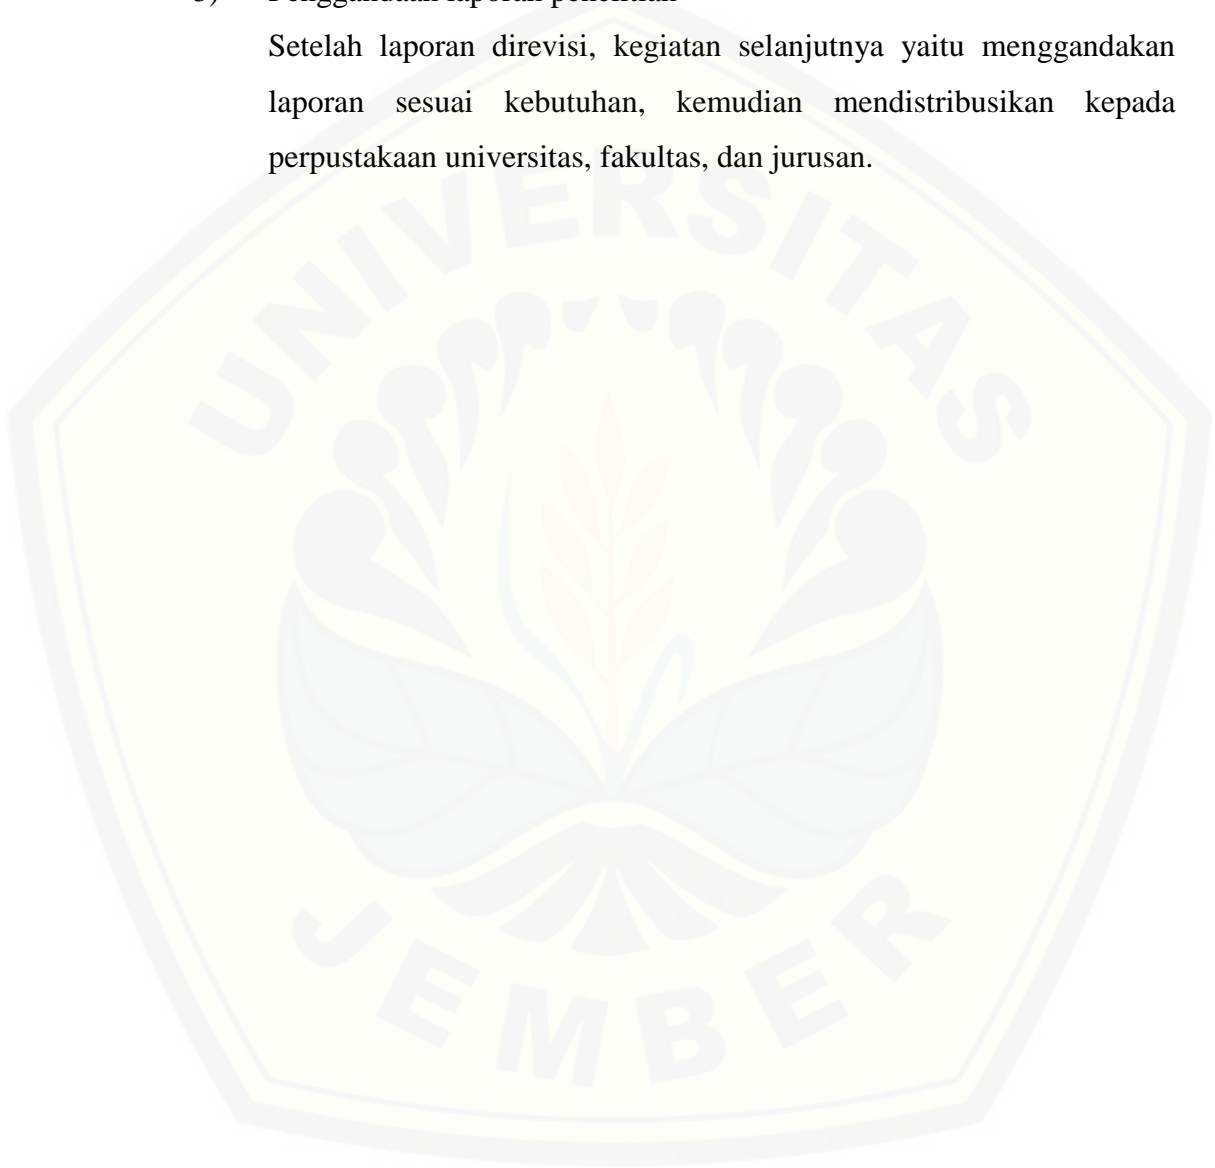 Penggandaan laporan penelitian
Setelah laporan direvisi, kegiatan selanjutnya yaitu menggandakan
laporan sesuai kebutuhan, kemudian mendistribusikan kepada
perpustakaan universitas, fakultas, dan jurusan.
UNIVERSITAS
JEMBER